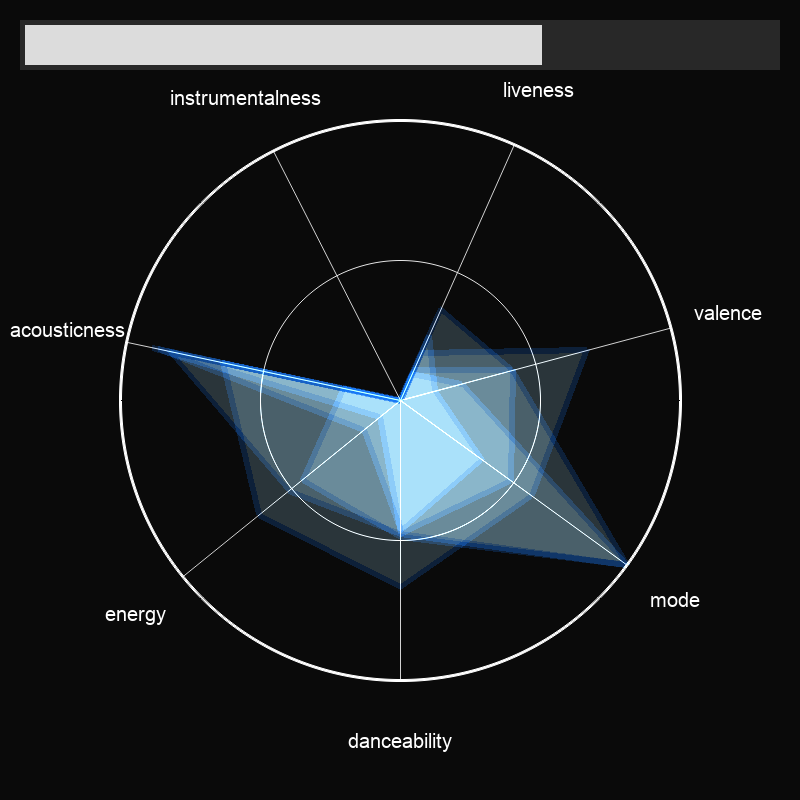 liveness
instrumentalness
valence
acousticness
mode
energy
danceability